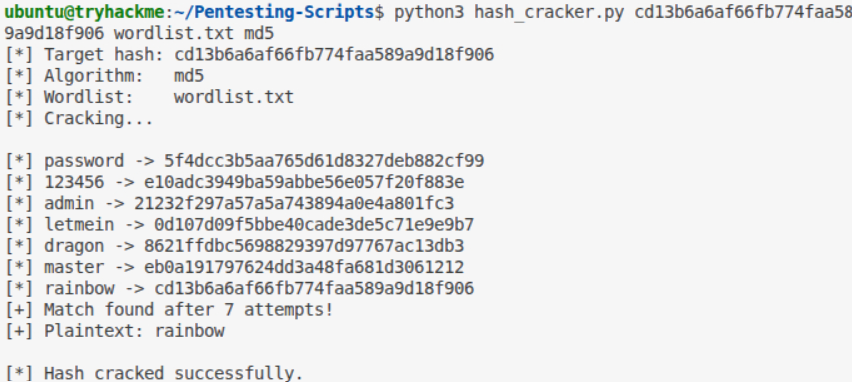 ubuntu@tryhackme:~/Pentesting-Scripts$ python3 hash_cracker.py cd13b6a6af66fb774faa58
9a9d18f906 wordlist.txt md5
[*] Target hash: cd13b6a6af66fb774faa589a9d18f906
[*] Algorithm:   md5
[*] Wordlist:    wordlist.txt
[*] Cracking...

[*] password -> 5f4dcc3b5aa765d61d8327deb882cf99
[*] 123456 -> e10adc3949ba59abbe56e057f20f883e
[*] admin -> 21232f297a57a5a743894a0e4a801fc3
[*] letmein -> 0d107d09f5bbe40cade3de5c71e9e9b7
[*] dragon -> 8621ffdbc5698829397d97767ac13db3
[*] master -> eb0a191797624dd3a48fa681d3061212
[*] rainbow -> cd13b6a6af66fb774faa589a9d18f906
[+] Match found after 7 attempts!
[+] Plaintext: rainbow

[*] Hash cracked successfully.